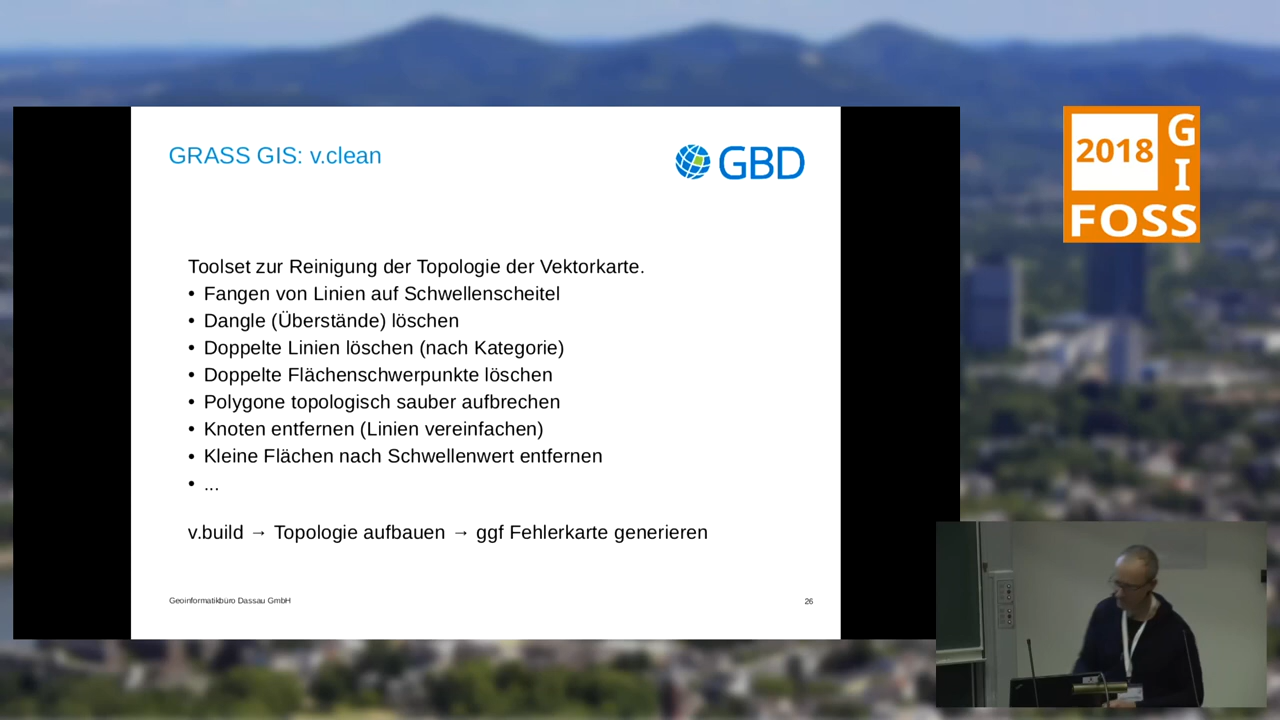 GRASS GIS: v.clean
GBD
Toolset zur Reinigung der Topologie der Vektorkarte.
• Fangen von Linien auf Schwellenscheitel
• Dangle (Überstände) löschen
• Doppelte Linien löschen (nach Kategorie)
• Doppelte Flächenschwerpunkte löschen
• Polygone topologisch sauber aufbrechen
• Knoten entfernen (Linien vereinfachen)
• Kleine Flächen nach Schwellenwert entfernen
• ...
v.build → Topologie aufbauen → ggf Fehlerkarte generieren
Geoinformatikbüro Dassau GmbH
26
2018
GI
FOSS